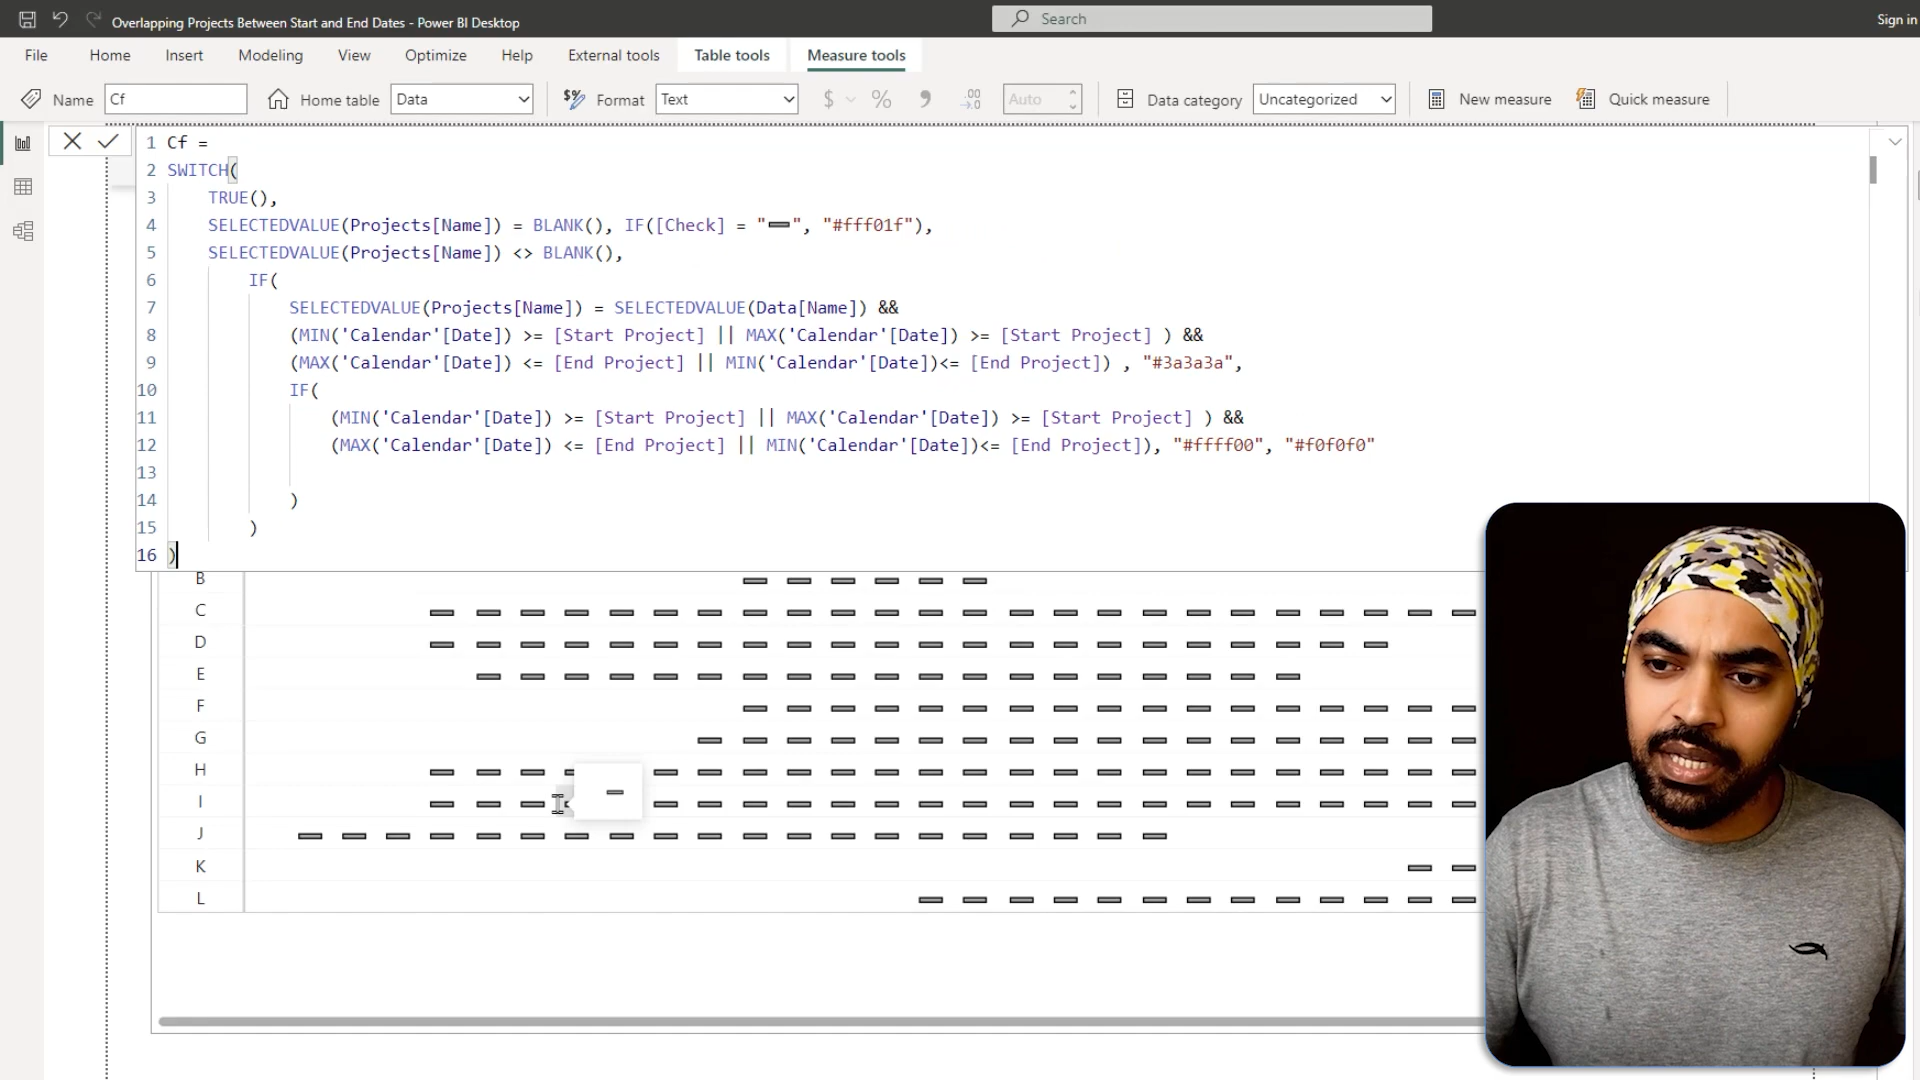 Overlapping Projects Between Start and End Dates - Power BI Desktop
Search
Sign in
File Home Insert Modeling View Optimize Help External tools Table tools Measure tools
Name Cf Home table Data Format Text $ % 9 .00 →.0 Auto Data category Uncategorized New measure Quick measure
1 Cf =
2 SWITCH(
3 TRUE(),
4 SELECTEDVALUE(Projects[Name]) = BLANK(), IF([Check] = "➖", "#fff01f"),
5 SELECTEDVALUE(Projects[Name]) <> BLANK(),
6 IF(
7 SELECTEDVALUE(Projects[Name]) = SELECTEDVALUE(Data[Name]) &&
8 (MIN('Calendar'[Date]) >= [Start Project] || MAX('Calendar'[Date]) >= [Start Project] ) &&
9 (MAX('Calendar'[Date]) <= [End Project] || MIN('Calendar'[Date])<= [End Project]) , "#3a3a3a",
10 IF(
11 (MIN('Calendar'[Date]) >= [Start Project] || MAX('Calendar'[Date]) >= [Start Project] ) &&
12 (MAX('Calendar'[Date]) <= [End Project] || MIN('Calendar'[Date])<= [End Project]), "#ffff00", "#f0f0f0"
13
14 )
15 )
16 )
B
C
D
E
F
G
H
I
J
K
L